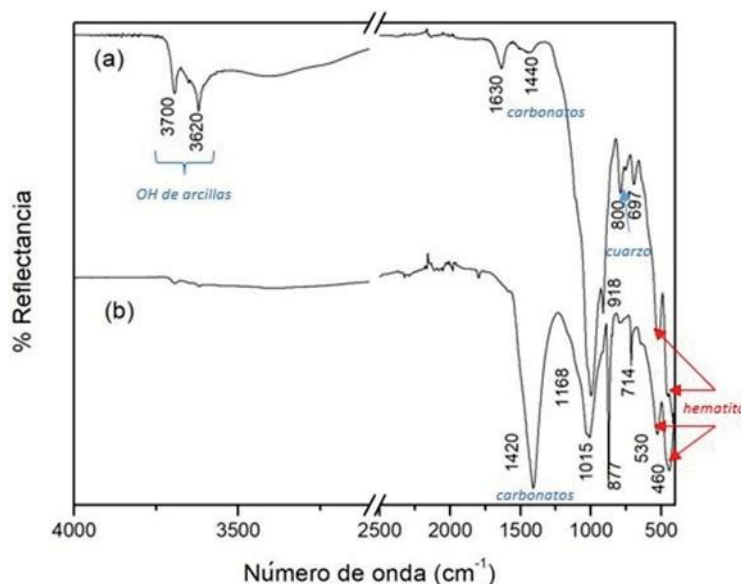 (a)
3700
3620
OH de arcillas
1630
1440
carbonatos
800
697
cuarzo
(b)
918
1168
714
hematita
1420
1015
877
530
460
carbonatos
% Reflectancia
4000
3500
2500
2000
1500
1000
500
Número de onda (cm⁻¹)